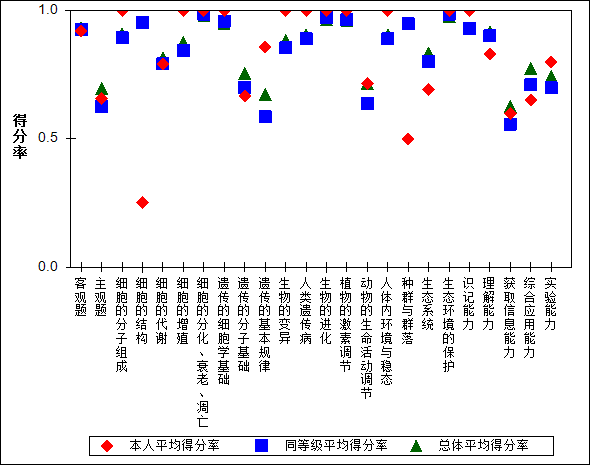 1.0
0.5
0.0
得分率
客观题
主观题
细胞的分子组成
细胞的结构
细胞的代谢
细胞的增殖
细胞的分化、衰老、凋亡
遗传的细胞学基础
遗传的分子基础
遗传的基本规律
生物的变异
人类遗传病
生物的进化
植物的激素调节
动物的生命活动调节
人体内环境与稳态
种群与群落
生态系统
生态环境的保护
识记能力
理解能力
获取信息能力
综合应用能力
实验能力
本人平均得分率 同等级平均得分率 总体平均得分率